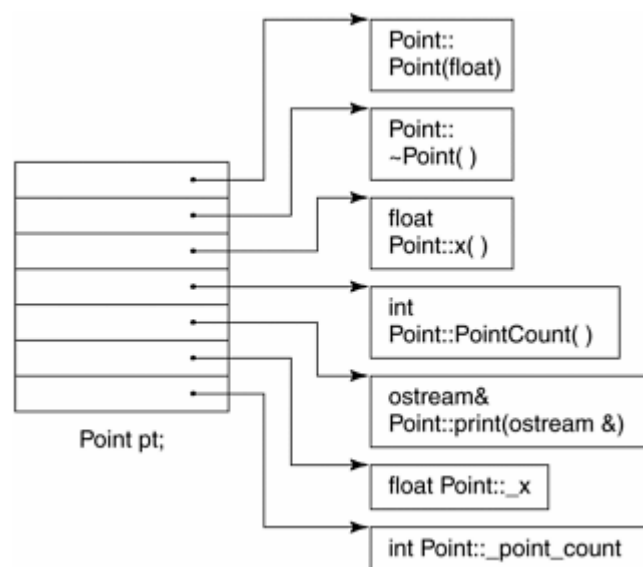 Point::
Point(float)
Point::
~Point( )
float
Point::x( )
int
Point::PointCount( )
ostream&
Point::print(ostream &)
Point pt;
float Point::_x
int Point::_point_count